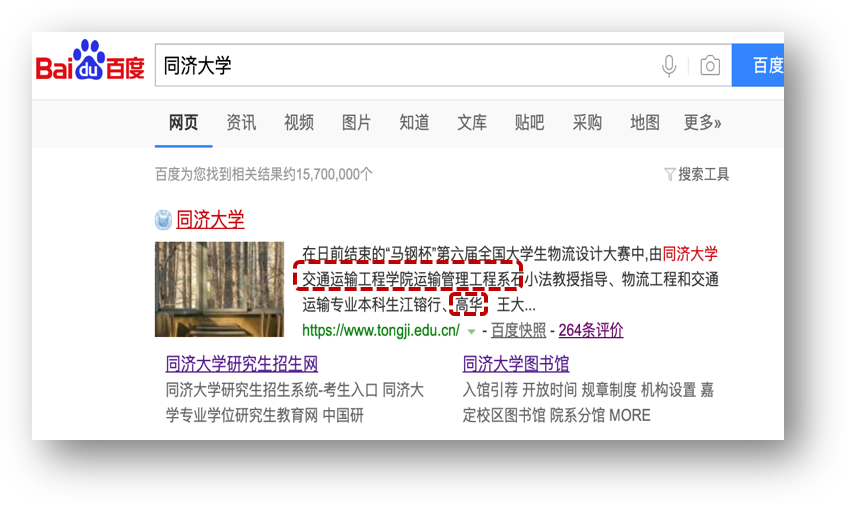 Bai du 百度
同济大学
百度
网页 资讯 视频 图片 知道 文库 贴吧 采购 地图 更多»
百度为您找到相关结果约15,700,000个
搜索工具
同济大学
在日前结束的“马钢杯”第六届全国大学生物流设计大赛中,由同济大学
交通运输工程学院运输管理工程系石小法教授指导、物流工程和交通
运输专业本科生江镕行、高华、王大...
https://www.tongji.edu.cn/ - 百度快照 - 264条评价
同济大学研究生招生网
同济大学研究生招生系统-考生入口 同济大
学专业学位研究生教育网 中国研
同济大学图书馆
入馆引荐 开放时间 规章制度 机构设置 嘉
定校区图书馆 院系分馆 MORE